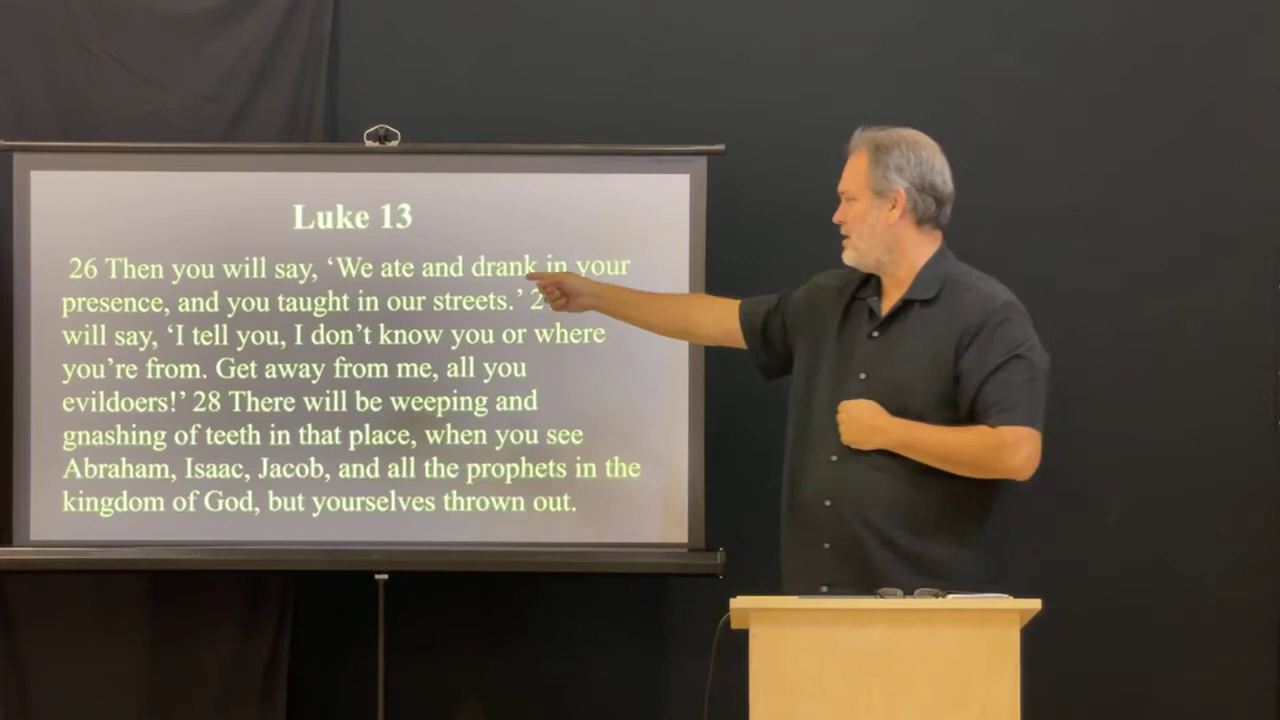 Luke 13
26 Then you will say, ‘We ate and drank in your
presence, and you taught in our streets.’ 2
will say, ‘I tell you, I don’t know you or where
you’re from. Get away from me, all you
evildoers!’ 28 There will be weeping and
gnashing of teeth in that place, when you see
Abraham, Isaac, Jacob, and all the prophets in the
kingdom of God, but yourselves thrown out.